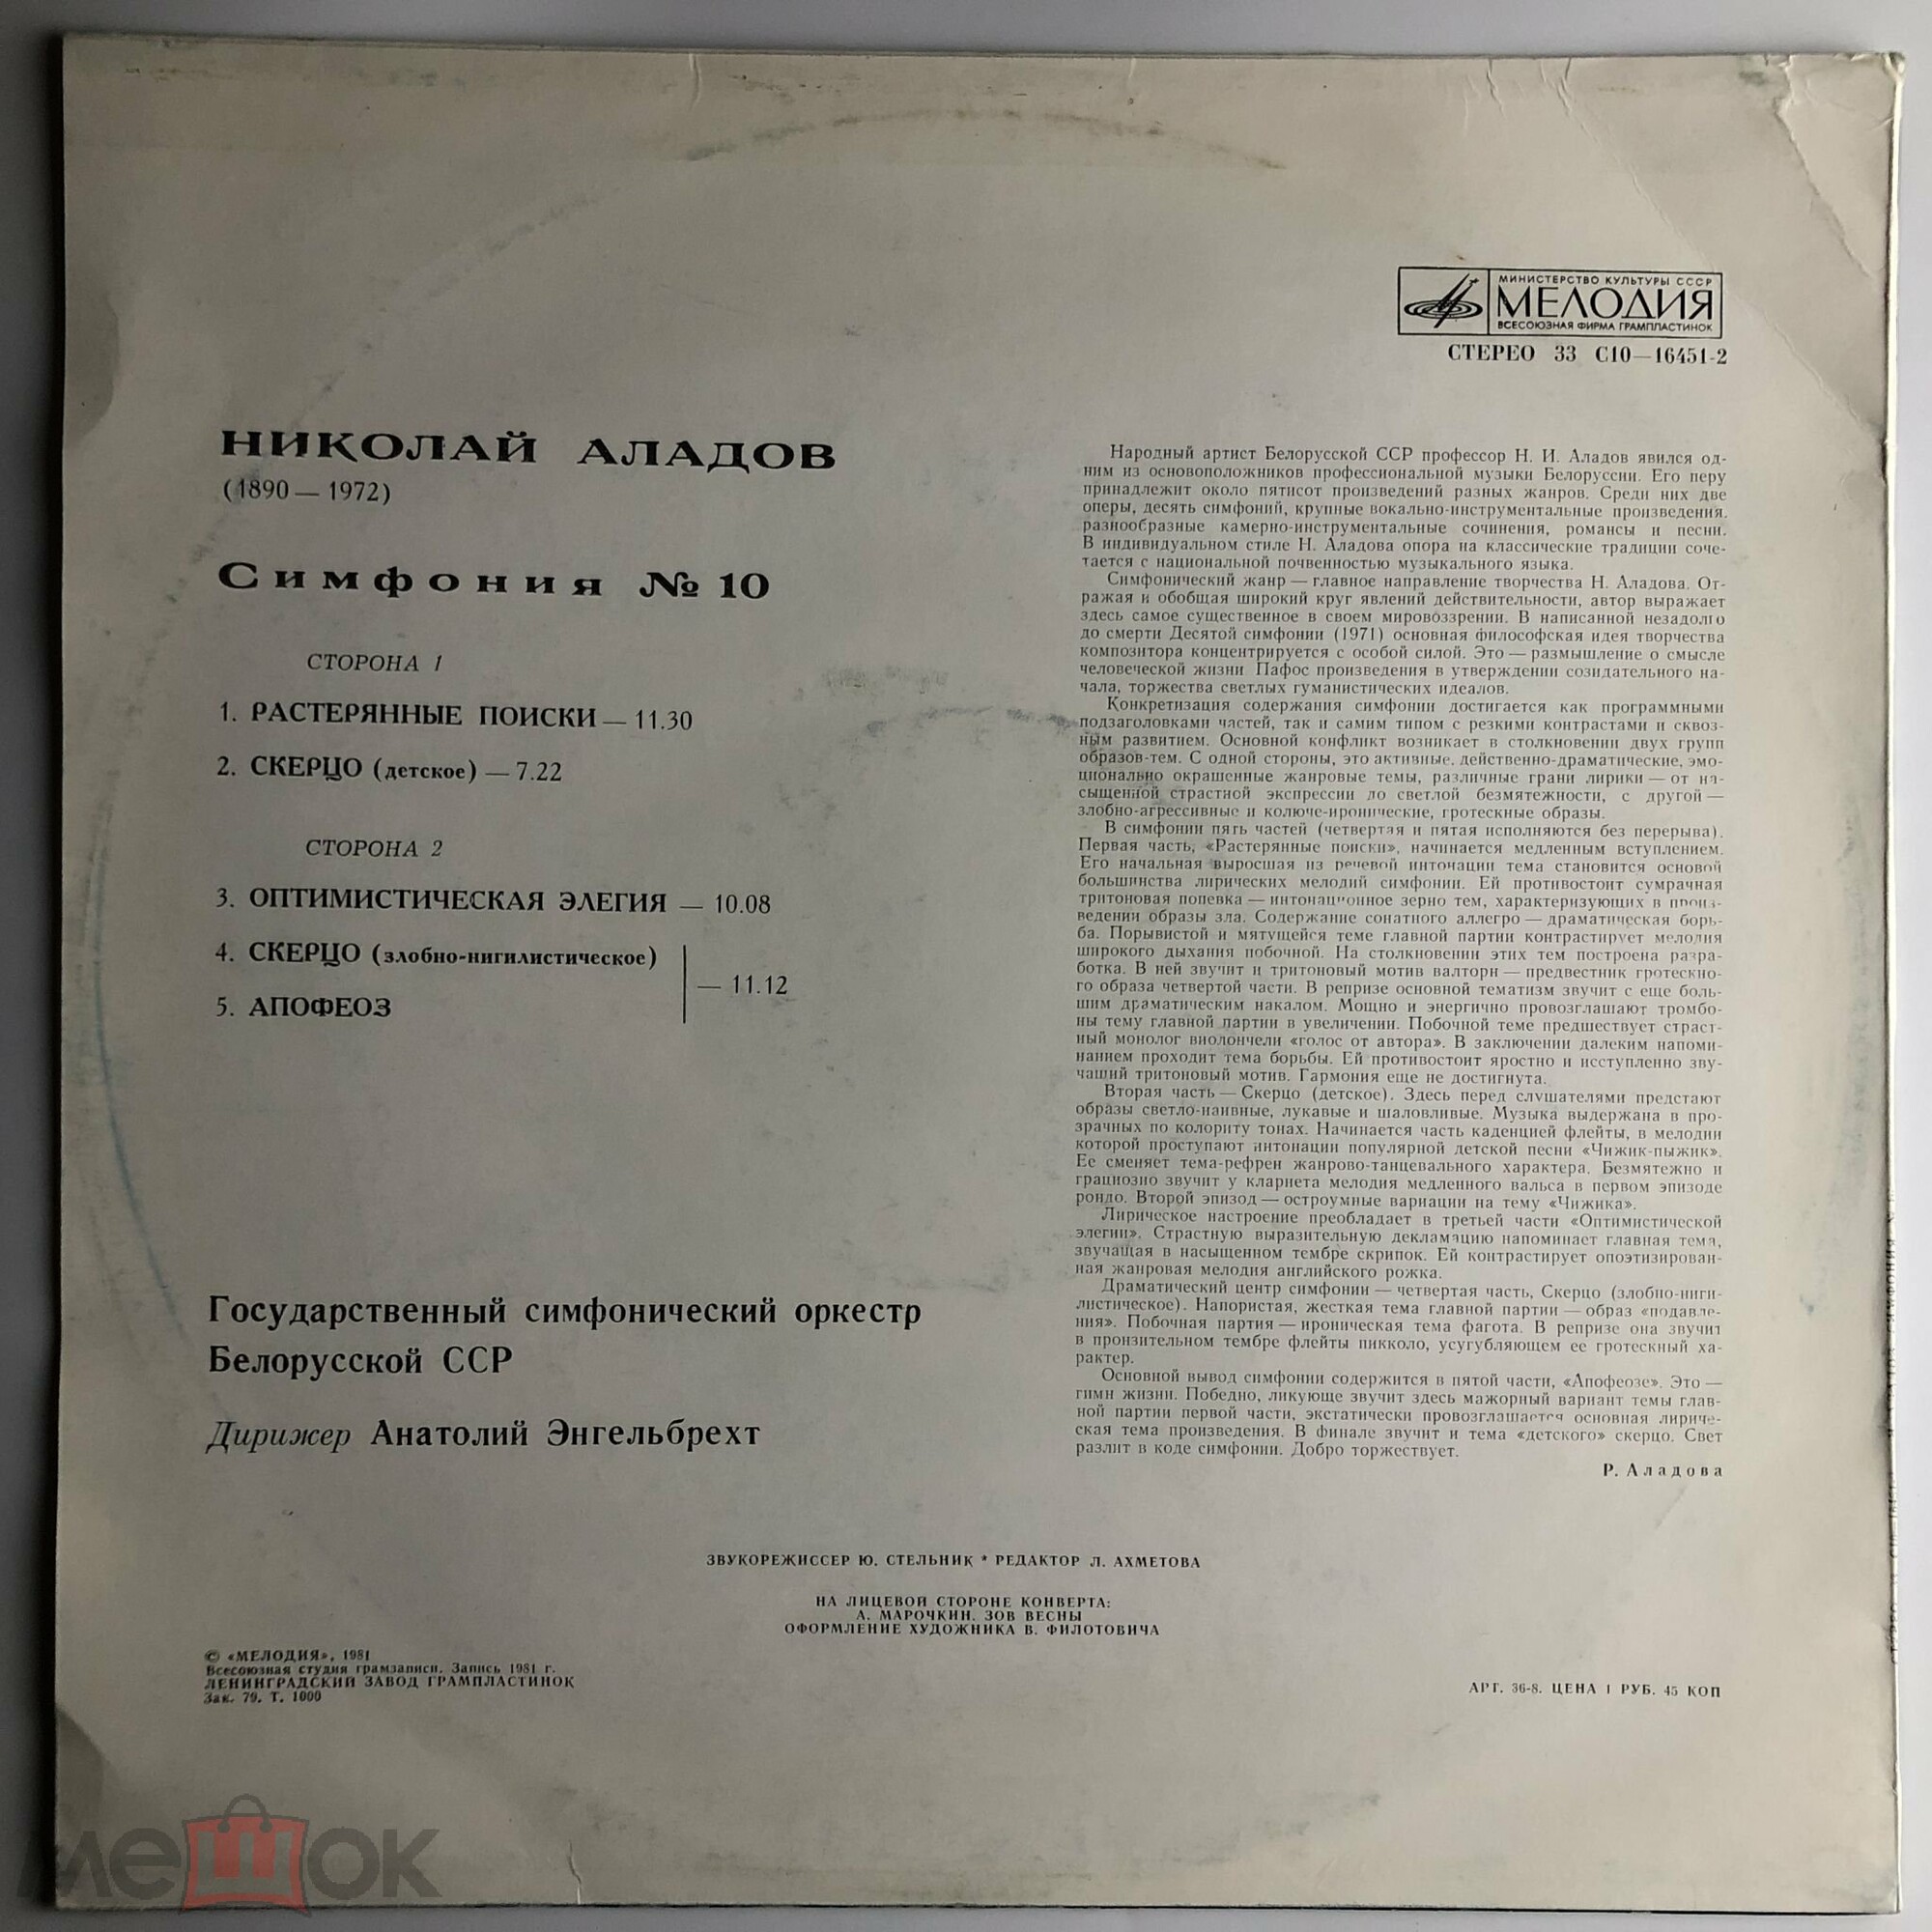 МИНИСТЕРСТВО КУЛЬТУРЫ СССР
МЕЛОДИЯ
ВСЕСОЮЗНАЯ ФИРМА ГРАМПЛАСТИНОК
СТЕРЕО 33 С10—16451-2
НИКОЛАЙ АЛАДОВ
(1890 — 1972)
Симфония № 10
СТОРОНА 1
1. РАСТЕРЯННЫЕ ПОИСКИ — 11.30
2. СКЕРЦО (детское) — 7.22
СТОРОНА 2
3. ОПТИМИСТИЧЕСКАЯ ЭЛЕГИЯ — 10.08
4. СКЕРЦО (злобно-нигилистическое)
— 11.12
5. АПОФЕОЗ
Государственный симфонический оркестр
Белорусской ССР
Дирижер Анатолий Энгельбрехт
Народный артист Белорусской ССР профессор Н. И. Аладов явился од-
ним из основоположников профессиональной музыки Белоруссии. Его перу
принадлежит около пятисот произведений разных жанров. Среди них две
оперы, десять симфоний, крупные вокально-инструментальные произведения,
разнообразные камерно-инструментальные сочинения, романсы и песни.
В индивидуальном стиле Н. Аладова опора на классические традиции соче-
тается с национальной почвенностью музыкального языка.
Симфонический жанр — главное направление творчества Н. Аладова. От-
ражая и обобщая широкий круг явлений действительности, автор выражает
здесь самое существенное в своем мировоззрении. В написанной незадолго
до смерти Десятой симфонии (1971) основная философская идея творчества
композитора концентрируется с особой силой. Это — размышление о смысле
человеческой жизни Пафос произведения в утверждении созидательного на-
чала, торжества светлых гуманистических идеалов.
Конкретизация содержания симфонии достигается как программными
подзаголовками частей, так и самим типом с резкими контрастами и сквоз-
ным развитием. Основной конфликт возникает в столкновении двух групп
образов-тем. С одной стороны, это активные, действенно-драматические, эмо-
ционально окрашенные жанровые темы, различные грани лирики — от на-
сыщенной страстной экспрессии до светлой безмятежности, с другой —
злобно-агрессивные и колюче-иронические, гротескные образы.
В симфонии пять частей (четвертая и пятая исполняются без перерыва).
Первая часть, «Растерянные поиски», начинается медленным вступлением.
Его начальная выросшая из речевой интонации тема становится основой
большинства лирических мелодий симфонии. Ей противостоит сумрачная
тритоновая попевка — интонационное зерно тем, характеризующих в произ-
ведении образы зла. Содержание сонатного аллегро — драматическая борь-
ба. Порывистой и мятущейся теме главной партии контрастирует мелодия
широкого дыхания побочной. На столкновении этих тем построена разра-
ботка. В ней звучит и тритоновый мотив валторн — предвестник гротескно-
го образа четвертой части. В репризе основной тематизм звучит с еще боль-
шим драматическим накалом. Мощно и энергично провозглашают тромбо-
ны тему главной партии в увеличении. Побочной теме предшествует страст-
ный монолог виолончели «голос от автора». В заключении далеким напоми-
нанием проходит тема борьбы. Ей противостоит яростно и исступленно зву-
чащий тритоновый мотив. Гармония еще не достигнута.
Вторая часть — Скерцо (детское). Здесь перед слушателями предстают
образы светло-наивные, лукавые и шаловливые. Музыка выдержана в про-
зрачных по колориту тонах. Начинается часть каденцией флейты, в мелодии
которой проступают интонации популярной детской песни «Чижик-пыжик».
Ее сменяет тема-рефрен жанрово-танцевального характера. Безмятежно и
грациозно звучит у кларнета мелодия медленного вальса в первом эпизоде
рондо. Второй эпизод — остроумные вариации на тему «Чижика».
Лирическое настроение преобладает в третьей части «Оптимистической
элегии». Страстную выразительную декламацию напоминает главная тема,
звучащая в насыщенном тембре скрипок. Ей контрастирует опоэтизирован-
ная жанровая мелодия английского рожка.
Драматический центр симфонии — четвертая часть, Скерцо (злобно-ниги-
листическое). Напористая, жесткая тема главной партии — образ «подавле-
ния». Побочная партия — ироническая тема фагота. В репризе она звучит
в пронзительном тембре флейты пикколо, усугубляющем ее гротескный ха-
рактер.
Основной вывод симфонии содержится в пятой части, «Апофеозе». Это —
гимн жизни. Победно, ликующе звучит здесь мажорный вариант темы глав-
ной партии первой части, экстатически провозглашается основная лириче-
ская тема произведения. В финале звучит и тема «детского» скерцо. Свет
разлит в коде симфонии. Добро торжествует.
Р. Аладова
ЗВУКОРЕЖИССЕР Ю. СТЕЛЬНИК * РЕДАКТОР Л. АХМЕТОВА
НА ЛИЦЕВОЙ СТОРОНЕ КОНВЕРТА:
А. МАРОЧКИН. ЗОВ ВЕСНЫ
ОФОРМЛЕНИЕ ХУДОЖНИКА В. ФИЛОТОВИЧА
© «МЕЛОДИЯ», 1981
Всесоюзная студия грамзаписи. Запись 1981 г.
ЛЕНИНГРАДСКИЙ ЗАВОД ГРАМПЛАСТИНОК
Зак. 79. Т. 1000
АРТ. 36-8. ЦЕНА 1 РУБ. 45 КОП
мешок